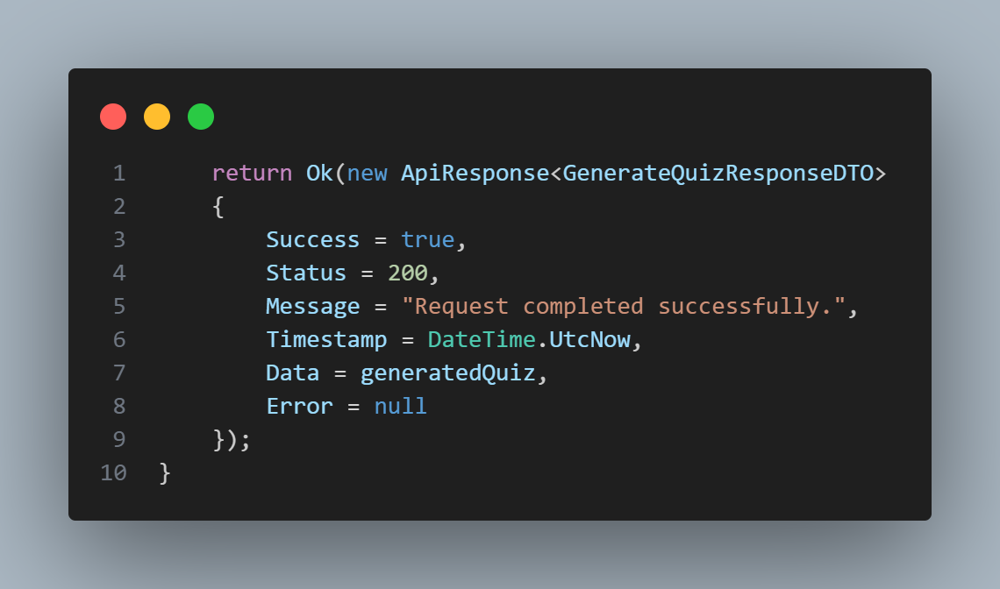 1 return Ok(new ApiResponse<GenerateQuizResponseDTO>
2 {
3 Success = true,
4 Status = 200,
5 Message = "Request completed successfully.",
6 Timestamp = DateTime.UtcNow,
7 Data = generatedQuiz,
8 Error = null
9 });
10 }